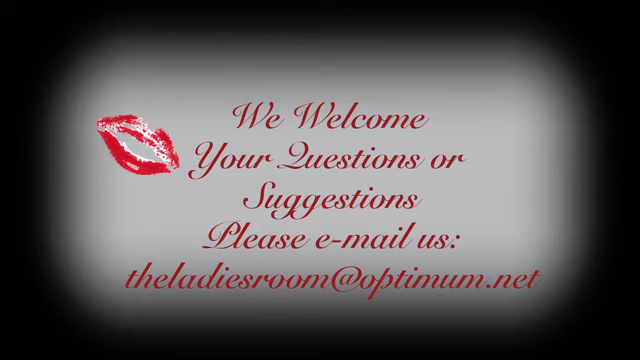 We Welcome
Your Questions or
Suggestions
Please e-mail us:
theladiesroom@optimum.net